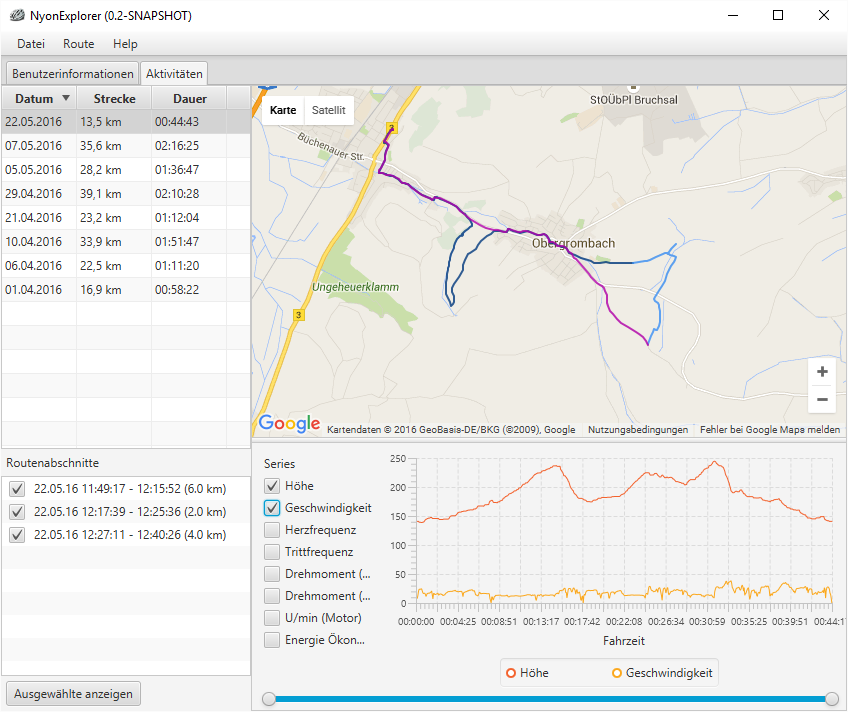 NyonExplorer (0.2-SNAPSHOT)
Datei Route Help
Benutzerinformationen Aktivitäten
Datum Strecke Dauer
22.05.2016 13,5 km 00:44:43
07.05.2016 35,6 km 02:16:25
05.05.2016 28,2 km 01:36:47
29.04.2016 39,1 km 02:10:28
21.04.2016 23,2 km 01:12:04
10.04.2016 33,9 km 01:51:47
06.04.2016 22,5 km 01:11:20
01.04.2016 16,9 km 00:58:22
Karte Satellit
StOÜbPl Bruchsal
3
Büchenauer Str.
Obergrombach
Ungeheuerklamm
3
+
−
Google Kartendaten © 2016 GeoBasis-DE/BKG (©2009), Google Nutzungsbedingungen Fehler bei Google Maps melden
Routenabschnitte
22.05.16 11:49:17 - 12:15:52 (6.0 km)
22.05.16 12:17:39 - 12:25:36 (2.0 km)
22.05.16 12:27:11 - 12:40:26 (4.0 km)
Ausgewählte anzeigen
Series
Höhe
Geschwindigkeit
Herzfrequenz
Trittfrequenz
Drehmoment (...
Drehmoment (...
U/min (Motor)
Energie Ökon...
250
200
150
100
50
0
00:00:00 00:04:25 00:08:51 00:13:17 00:17:42 00:22:08 00:26:34 00:30:59 00:35:25 00:39:51 00:44:1
Fahrzeit
Höhe Geschwindigkeit